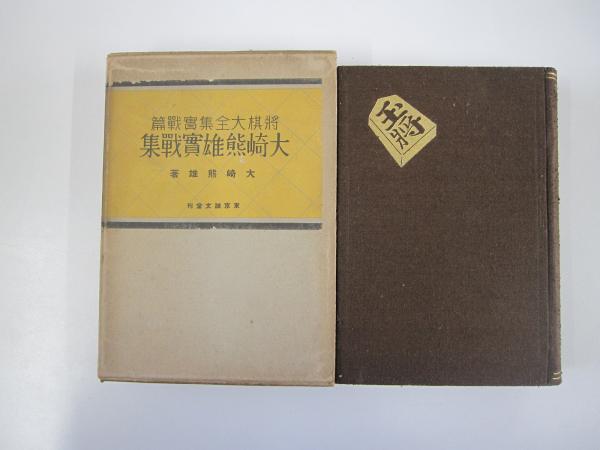 將棋大全集實戰篇
大崎熊雄實戰集
大崎熊雄著
東京誠文堂刊
玉將